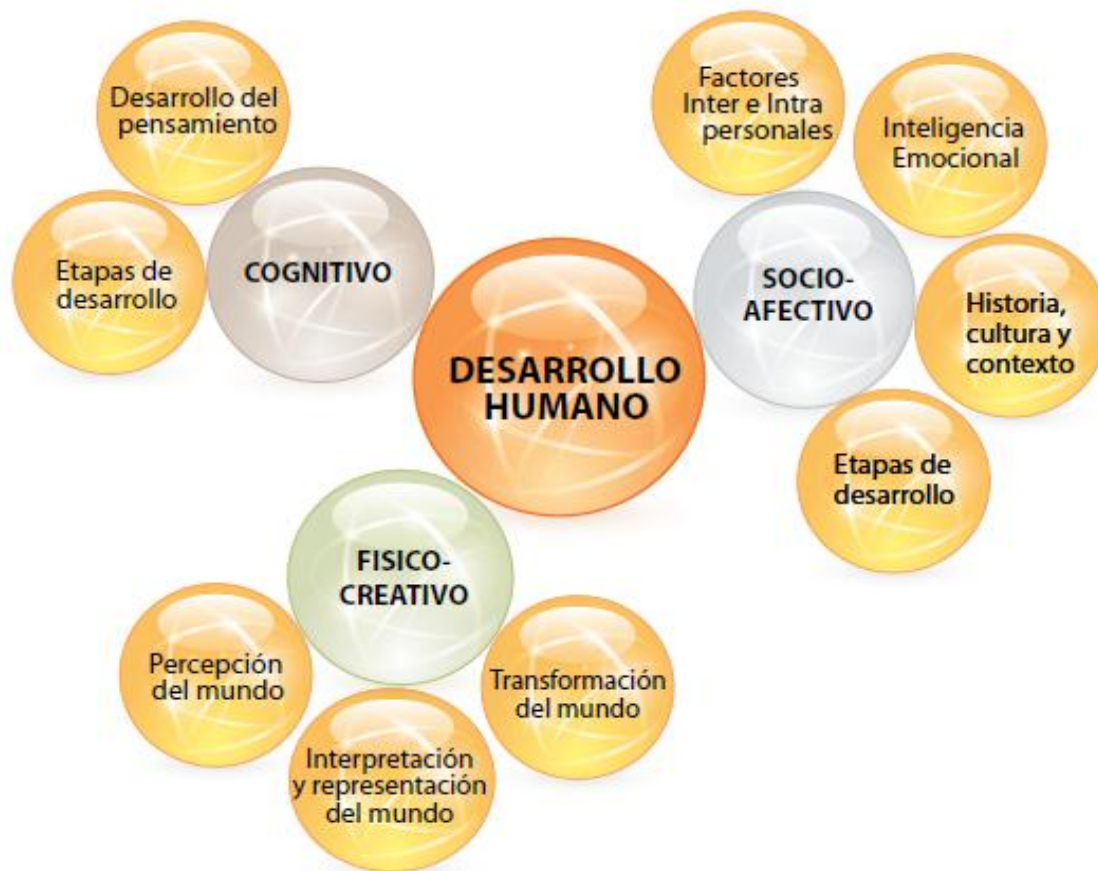 Desarrollo del
pensamiento
Etapas de
desarrollo
COGNITIVO
DESARROLLO
HUMANO
Factores
Inter e Intra
personales
Inteligencia
Emocional
SOCIO-
AFECTIVO
Historia,
cultura y
contexto
Etapas de
desarrollo
FISICO-
CREATIVO
Percepción
del mundo
Interpretación
y representación
del mundo
Transformación
del mundo